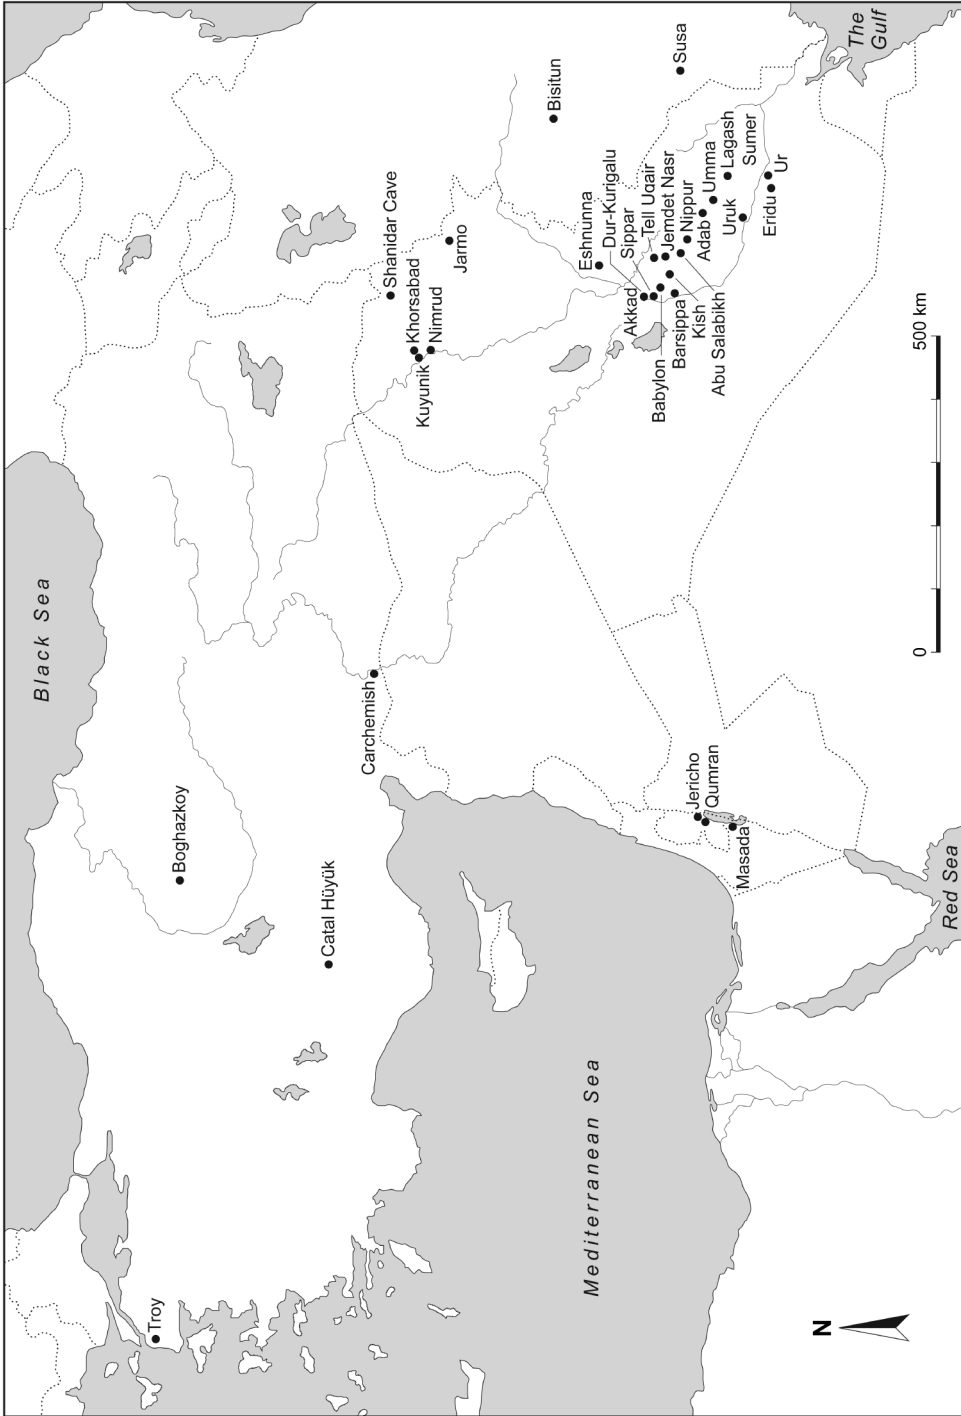 Black Sea
Troy
Boghazkoy
Catal Hüyük
Carchemish
Shanidar Cave
Khorsabad
Kuyunik
Nimrud
Jarmo
Bisitun
Eshnunna
Dur-Kurigalu
Sippar
Tell Uqair
Jemdet Nasr
Nippur
Adab
Umma
Lagash
Sumer
Susa
Akkad
Babylon
Barsippa
Kish
Abu Salabikh
Uruk
Eridu
Ur
The
Gulf
Mediterranean Sea
Jericho
Qumran
Masada
Red Sea
N
0
500 km